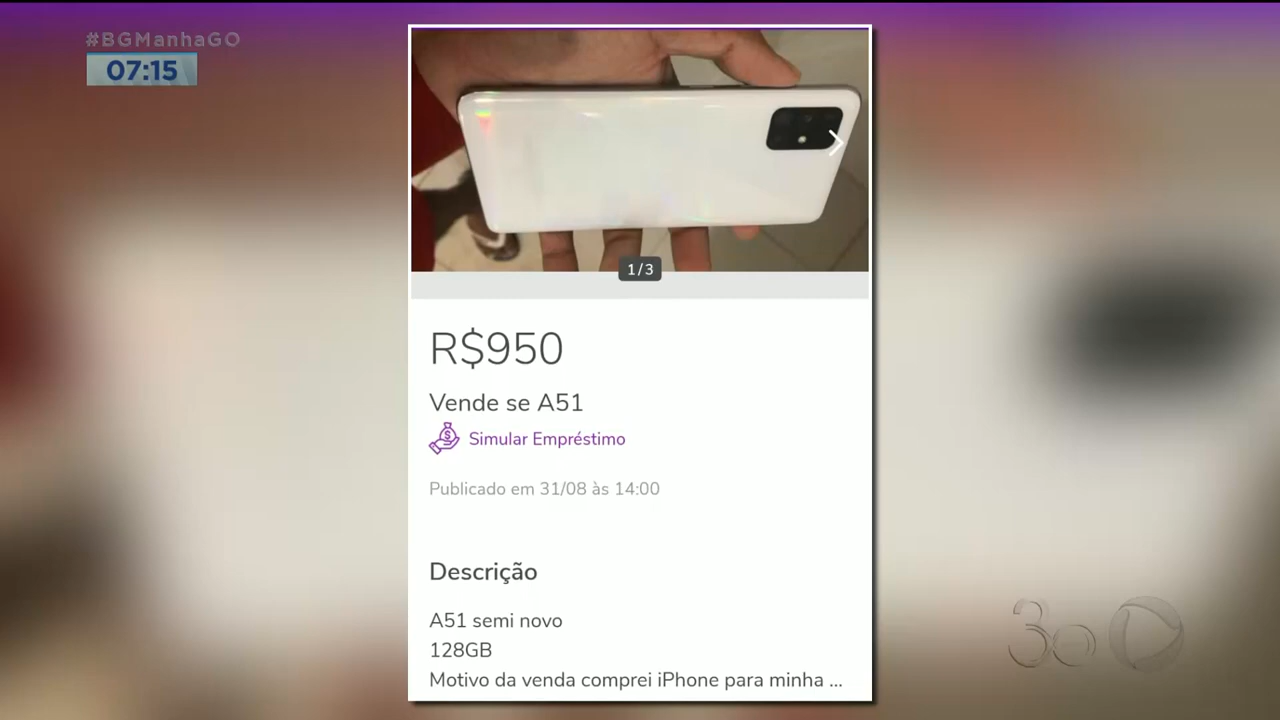 #BGManhaGO
07:15
1/3
R$950
Vende se A51
Simular Empréstimo
Publicado em 31/08 às 14:00
Descrição
A51 semi novo
128GB
Motivo da venda comprei iPhone para minha ...
30